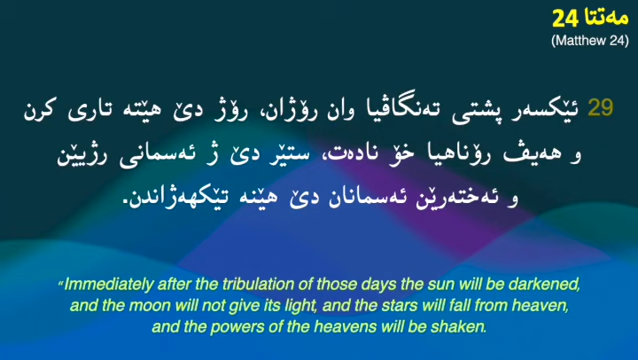 مەتتا 24
(Matthew 24)
29 ئێکسەر پشتی تەنگاڤیا وان رۆژان، رۆژ دێ هێتە تاری کرن
و هەیڤ رۆناهیا خۆ نادەت، ستێر دێ ژ ئەسمانی رژیێن
و ئەختەرێن ئەسمانان دێ هێنە تێکهەژاندن.
“Immediately after the tribulation of those days the sun will be darkened,
and the moon will not give its light, and the stars will fall from heaven,
and the powers of the heavens will be shaken.